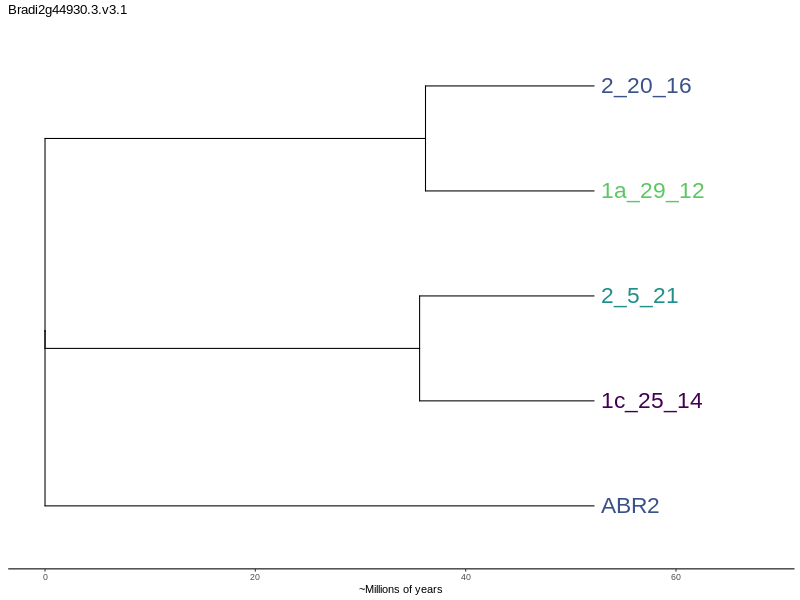 Bradi2g44930.3.v3.1
2_20_16
1a_29_12
2_5_21
1c_25_14
ABR2
0 20 40 60
~Millions of years